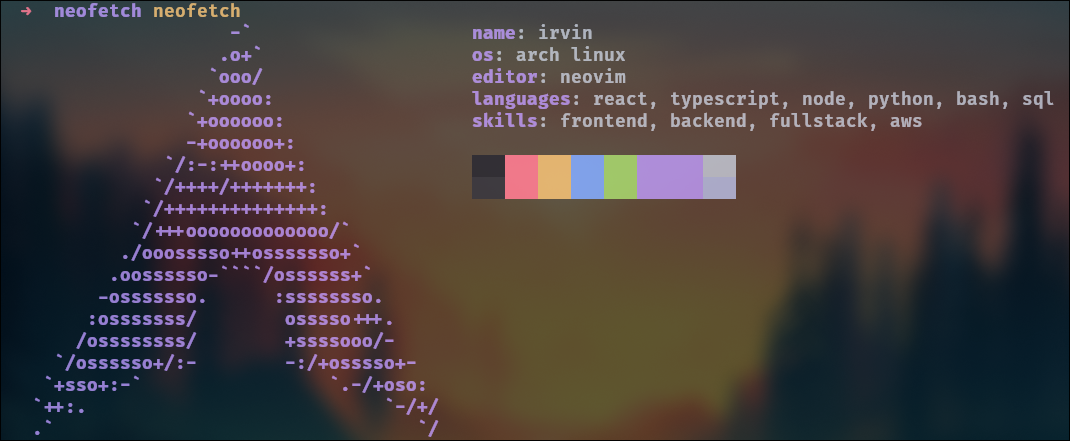 → neofetch neofetch
name: irvin
os: arch linux
editor: neovim
languages: react, typescript, node, python, bash, sql
skills: frontend, backend, fullstack, aws
-`
.o+`
`ooo/
`+oooo:
`+oooooo:
-+oooooo+:
`/:-:++oooo+:
`/++++/+++++++:
`/++++++++++++++:
`/+++ooooooooooooo/`
./ooosssso++osssssso+`
.oossssso-````/ossssss+`
-osssssso. :ssssssso.
:osssssss/ osssso+++.
/ossssssss/ +ssssooo/-
`/ossssso+/:- -:/+osssso+-
`+sso+:-` `.-/+oso:
`++:. `-/+/
.` `/